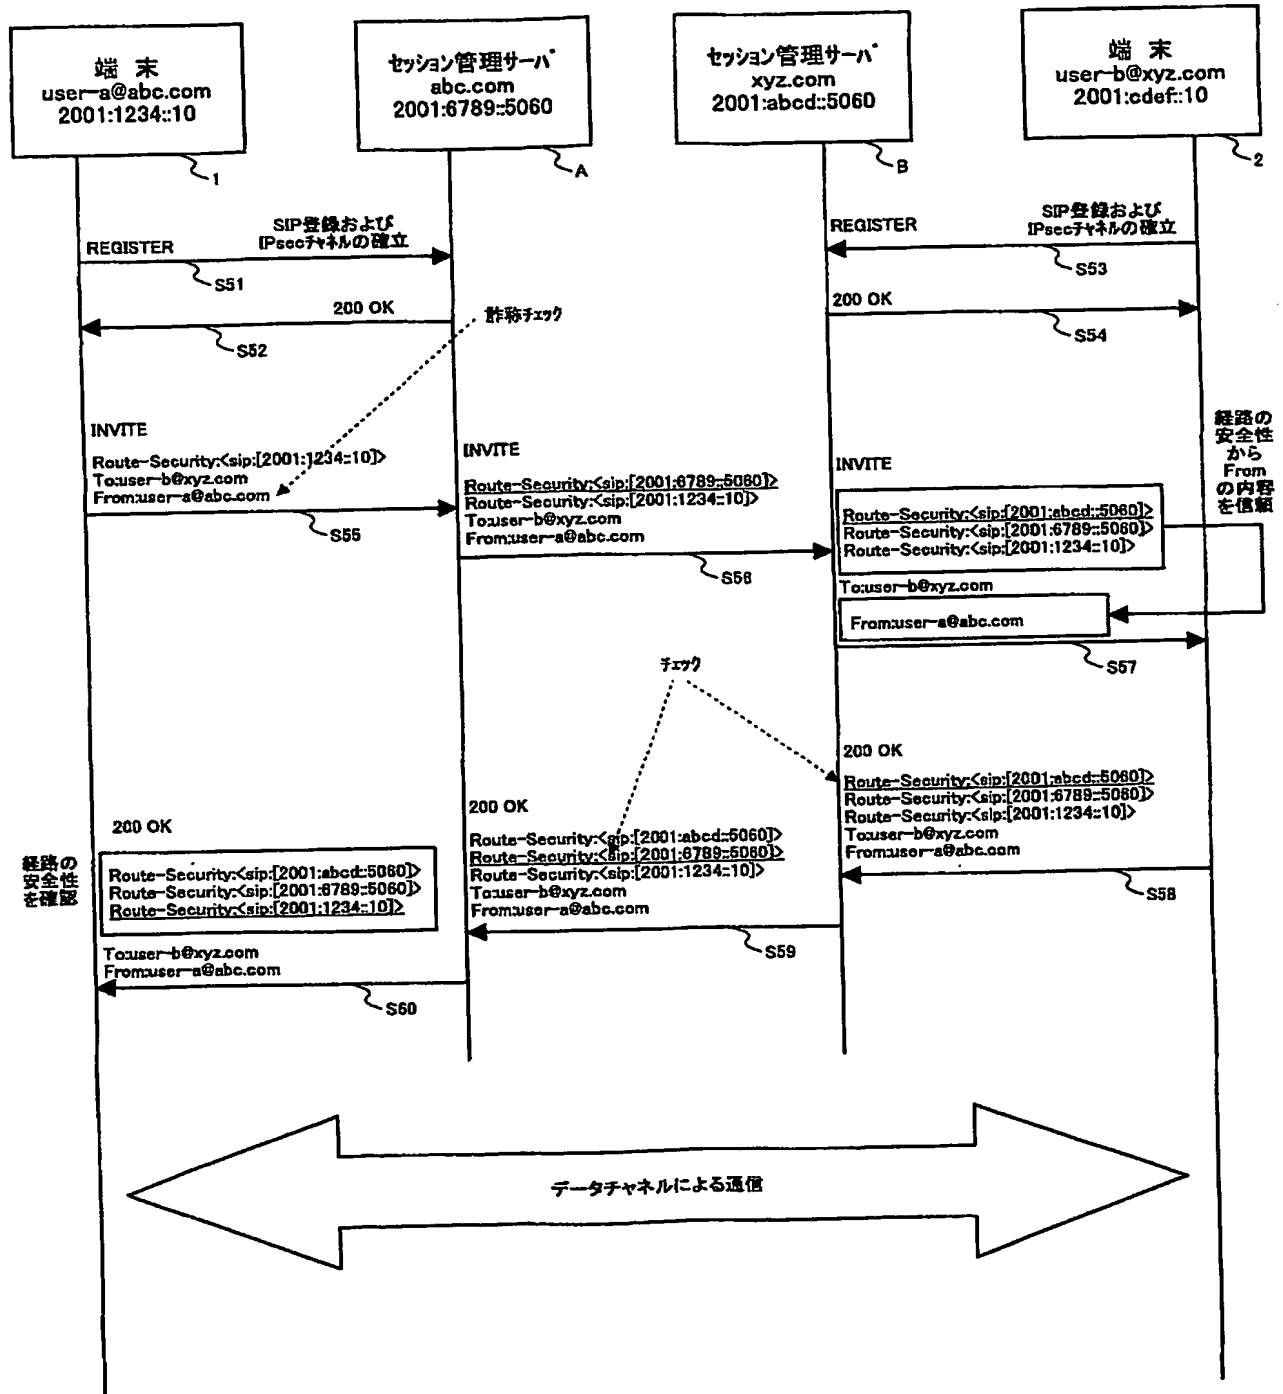 端 末
user-a@abc.com
2001:1234::10
1
セッション管理サーバ
abc.com
2001:6789::5060
A
セッション管理サーバ
xyz.com
2001:abcd::5060
B
端 末
user-b@xyz.com
2001:cdef::10
2
REGISTER
SIP登録および
IPsecチャネルの確立
S51
REGISTER
SIP登録および
IPsecチャネルの確立
S53
200 OK
S52
200 OK
S54
詐称チェック
INVITE
Route-Security:<sip:[2001:1234::10]>
To:user-b@xyz.com
From:user-a@abc.com
S55
INVITE
Route-Security:<sip:[2001:6789::5060]>
Route-Security:<sip:[2001:1234::10]>
To:user-b@xyz.com
From:user-a@abc.com
S56
INVITE
Route-Security:<sip:[2001:abcd::5060]>
Route-Security:<sip:[2001:6789::5060]>
Route-Security:<sip:[2001:1234::10]>
To:user-b@xyz.com
From:user-a@abc.com
S57
経路の
安全性
から
From
の内容
を信頼
チェック
200 OK
Route-Security:<sip:[2001:abcd::5060]>
Route-Security:<sip:[2001:6789::5060]>
Route-Security:<sip:[2001:1234::10]>
To:user-b@xyz.com
From:user-a@abc.com
S58
200 OK
Route-Security:<sip:[2001:abcd::5060]>
Route-Security:<sip:[2001:6789::5060]>
Route-Security:<sip:[2001:1234::10]>
To:user-b@xyz.com
From:user-a@abc.com
S59
200 OK
経路の
安全性
を確認
Route-Security:<sip:[2001:abcd::5060]>
Route-Security:<sip:[2001:6789::5060]>
Route-Security:<sip:[2001:1234::10]>
To:user-b@xyz.com
From:user-a@abc.com
S60
データチャネルによる通信